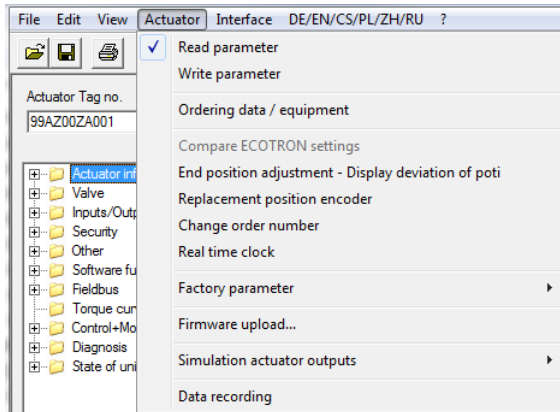 File Edit View Actuator Interface DE/EN/CS/PL/ZH/RU ?
Read parameter
Write parameter
Ordering data / equipment
Compare ECOTRON settings
End position adjustment - Display deviation of poti
Replacement position encoder
Change order number
Real time clock
Factory parameter
Firmware upload...
Simulation actuator outputs
Data recording
Actuator Tag no.
99AZ00ZA001
Actuator inf
Valve
Inputs/Outp
Security
Other
Software fu
Fieldbus
Torque cur
Control+Mo
Diagnosis
State of uni